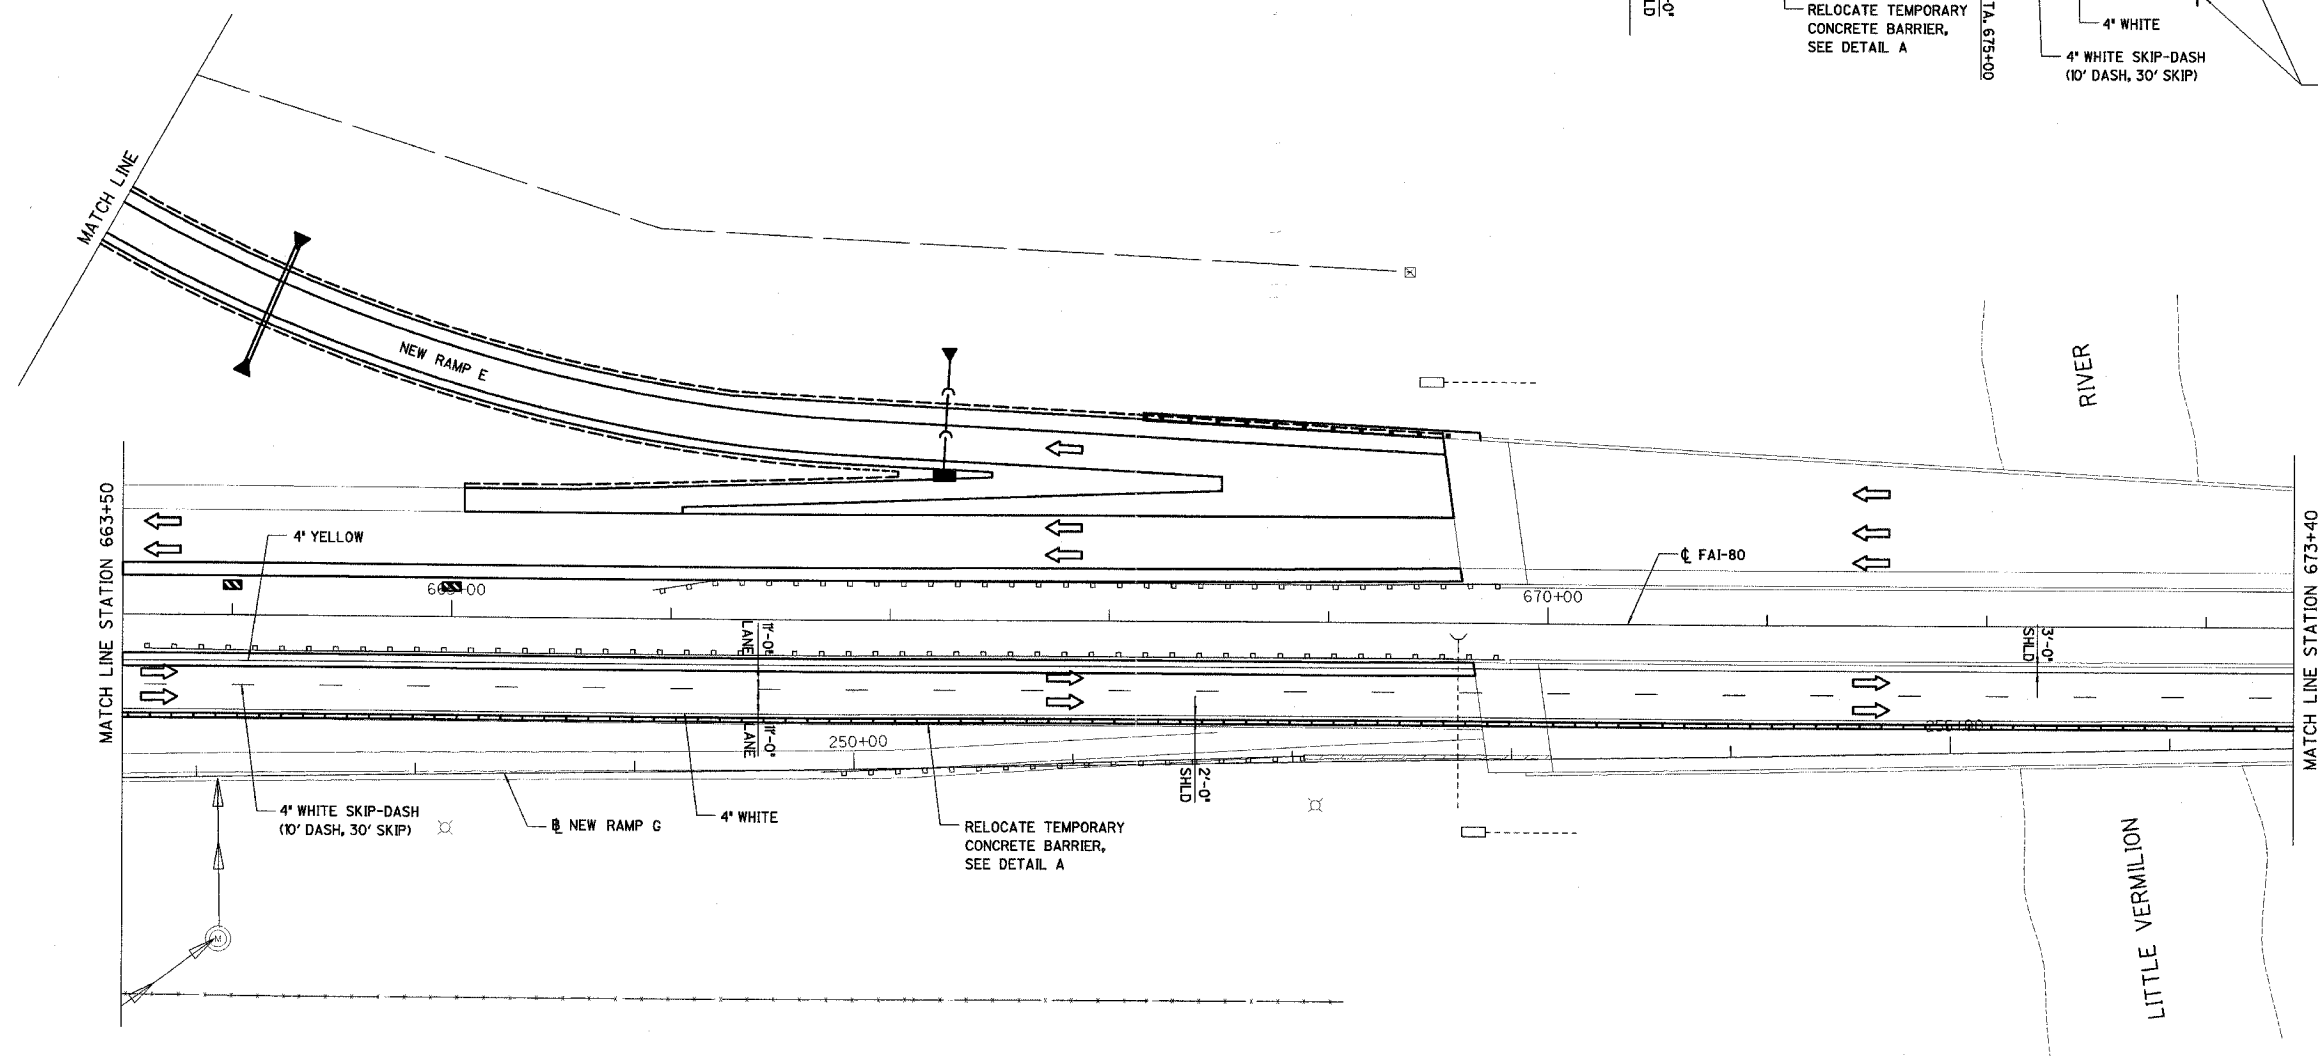 RELOCATE TEMPORARY
CONCRETE BARRIER,
SEE DETAIL A
TA. 675+00
4" WHITE
4" WHITE SKIP-DASH
(10' DASH, 30' SKIP)
MATCH LINE
NEW RAMP E
RIVER
MATCH LINE STATION 663+50
4" YELLOW
℄ FAI-80
670+00
MATCH LINE STATION 673+40
11'-0"
LANE
3'-0"
SHLD
11'-0"
LANE
250+00
2'-0"
SHLD
4" WHITE SKIP-DASH
(10' DASH, 30' SKIP)
℄ NEW RAMP G
4" WHITE
RELOCATE TEMPORARY
CONCRETE BARRIER,
SEE DETAIL A
LITTLE VERMILION
M